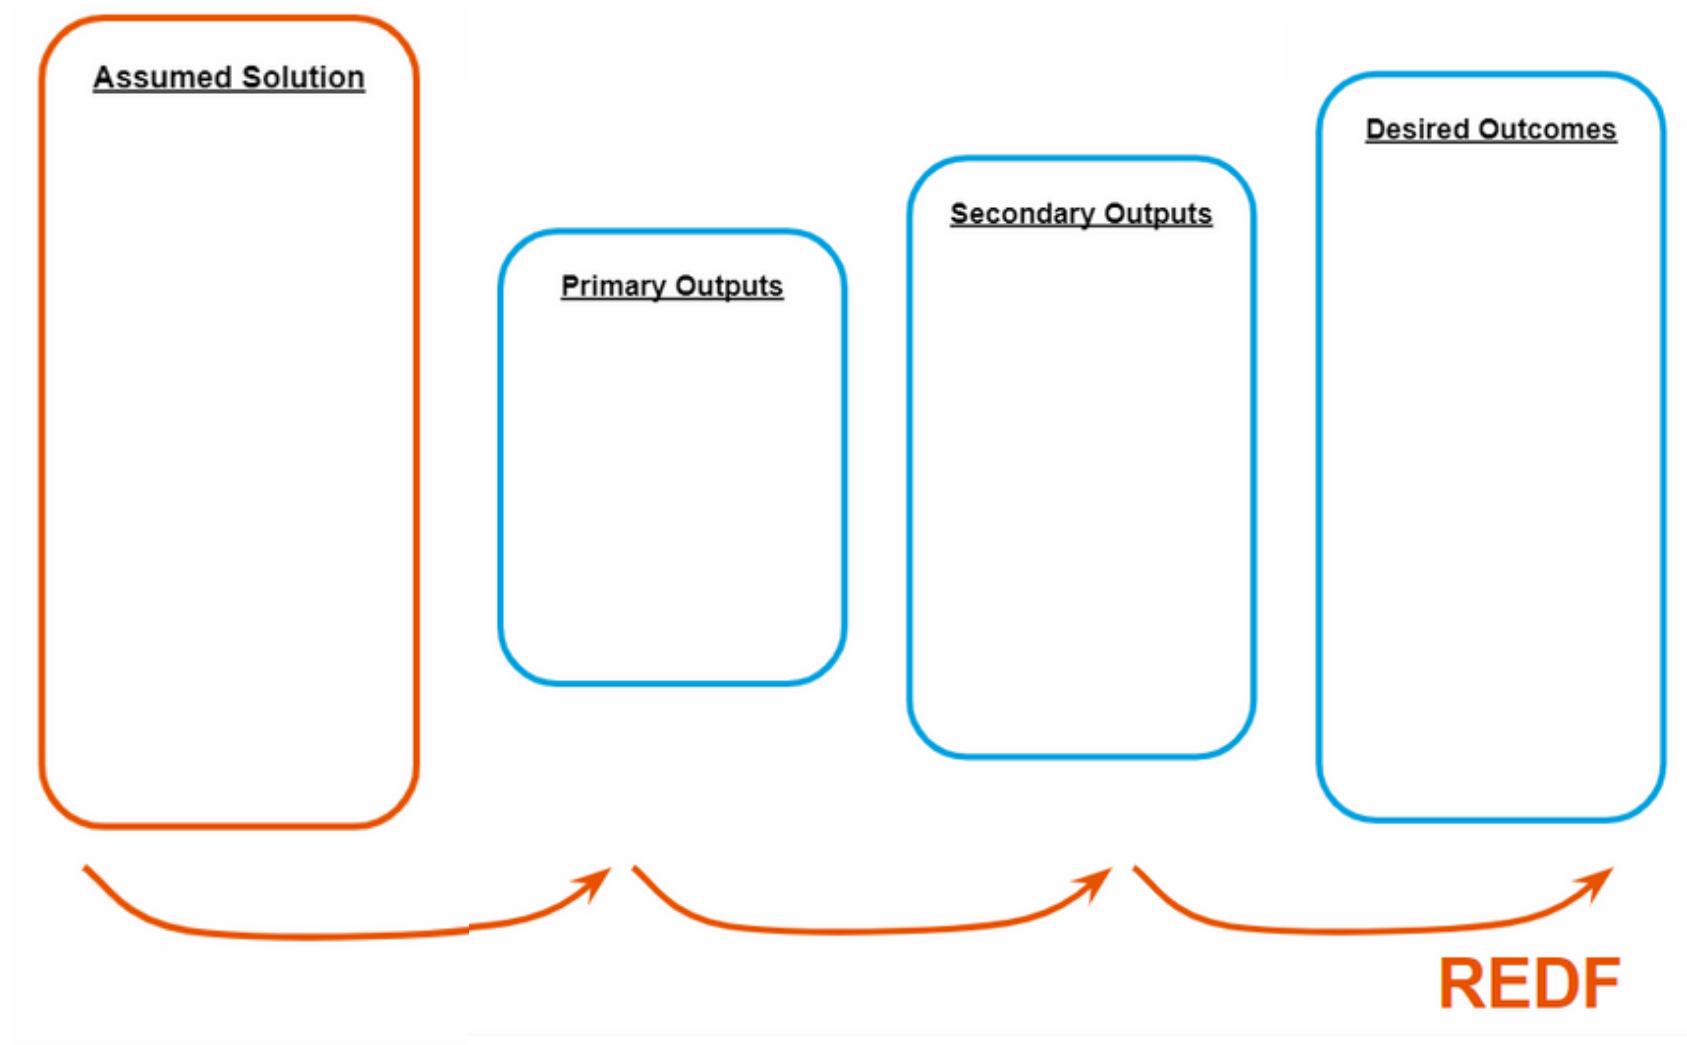 Assumed Solution
Primary Outputs
Secondary Outputs
Desired Outcomes
REDF